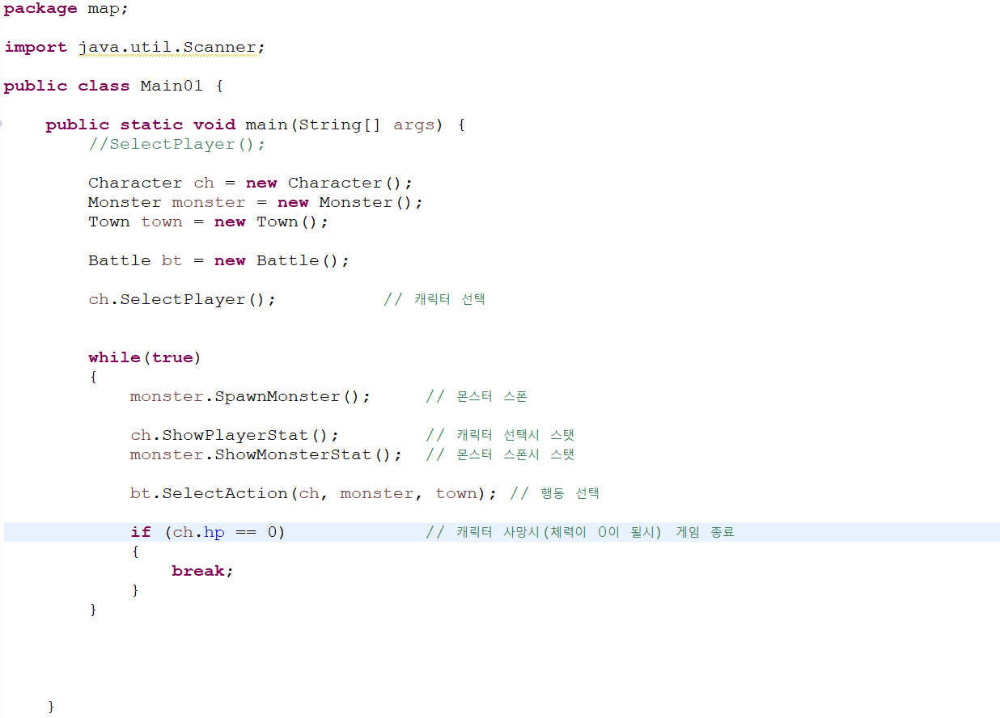 package map;
import java.util.Scanner;
public class Main01 {
public static void main(String[] args) {
//SelectPlayer();
Character ch = new Character();
Monster monster = new Monster();
Town town = new Town();
Battle bt = new Battle();
ch.SelectPlayer(); // 캐릭터 선택
while(true)
{
monster.SpawnMonster(); // 몬스터 스폰
ch.ShowPlayerStat(); // 캐릭터 선택시 스탯
monster.ShowMonsterStat(); // 몬스터 스폰시 스탯
bt.SelectAction(ch, monster, town); // 행동 선택
if (ch.hp == 0) // 캐릭터 사망시(체력이 0이 될시) 게임 종료
{
break;
}
}
}